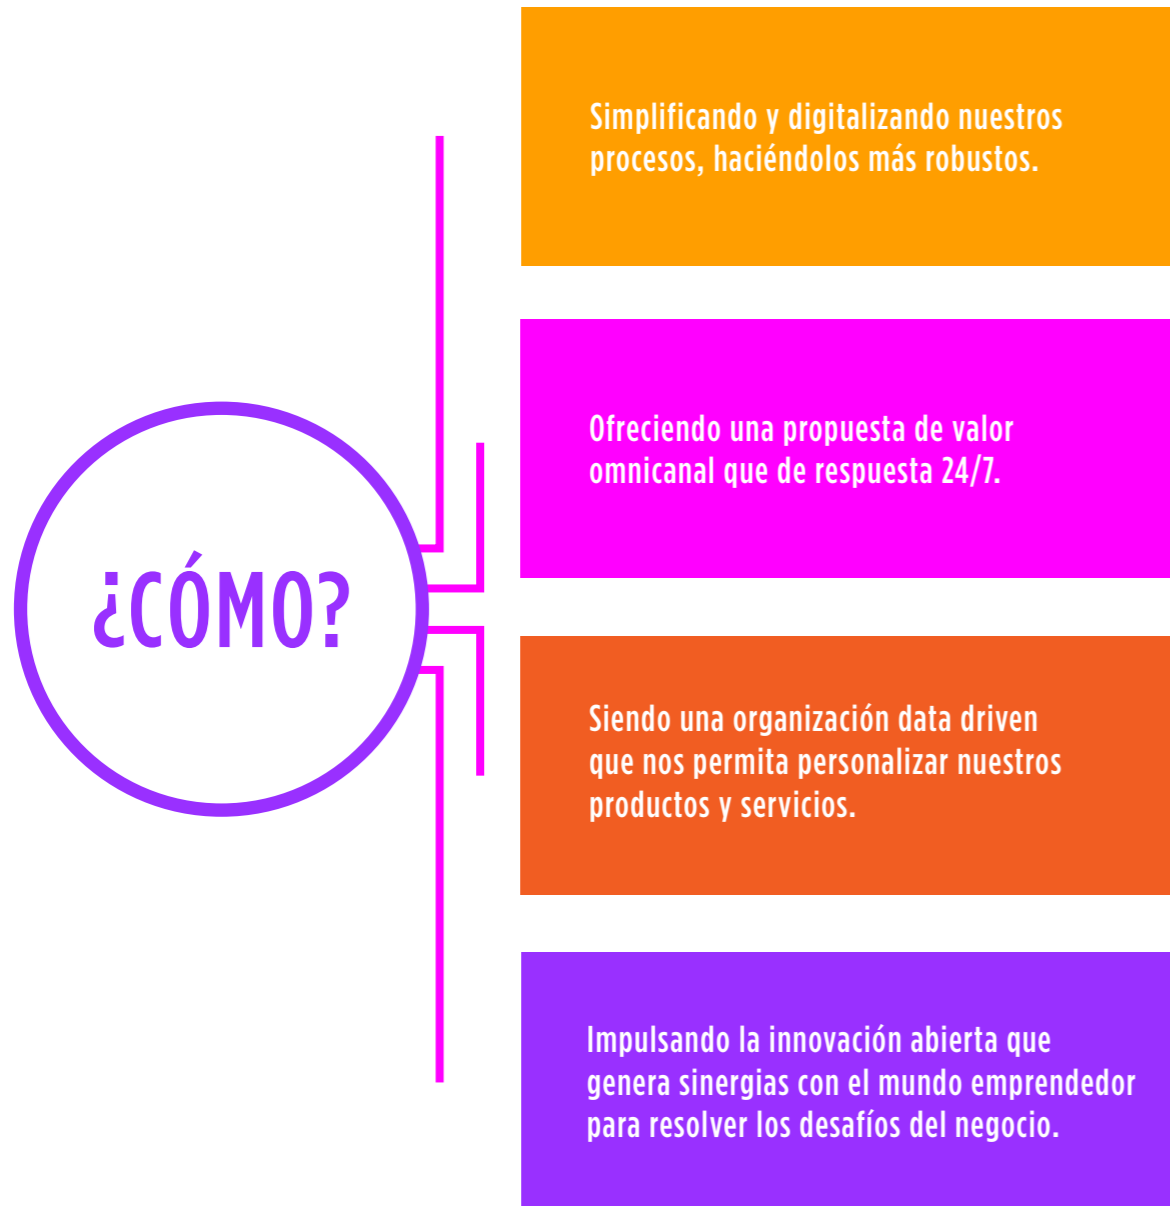 ¿CÓMO?
Simplificando y digitalizando nuestros
procesos, haciéndolos más robustos.
Ofreciendo una propuesta de valor
omnicanal que de respuesta 24/7.
Siendo una organización data driven
que nos permita personalizar nuestros
productos y servicios.
Impulsando la innovación abierta que
genera sinergias con el mundo emprendedor
para resolver los desafíos del negocio.